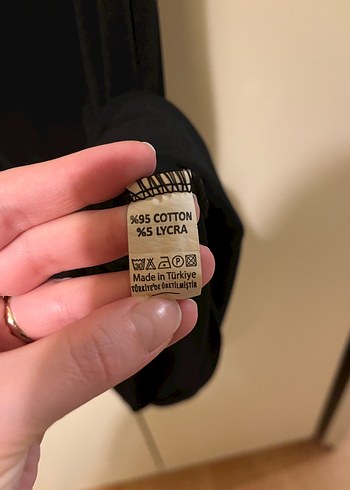 %95 COTTON
%5 LYCRA
Made in Türkiye
TÜRKİYE'DE ÜRETİLMİŞTİR